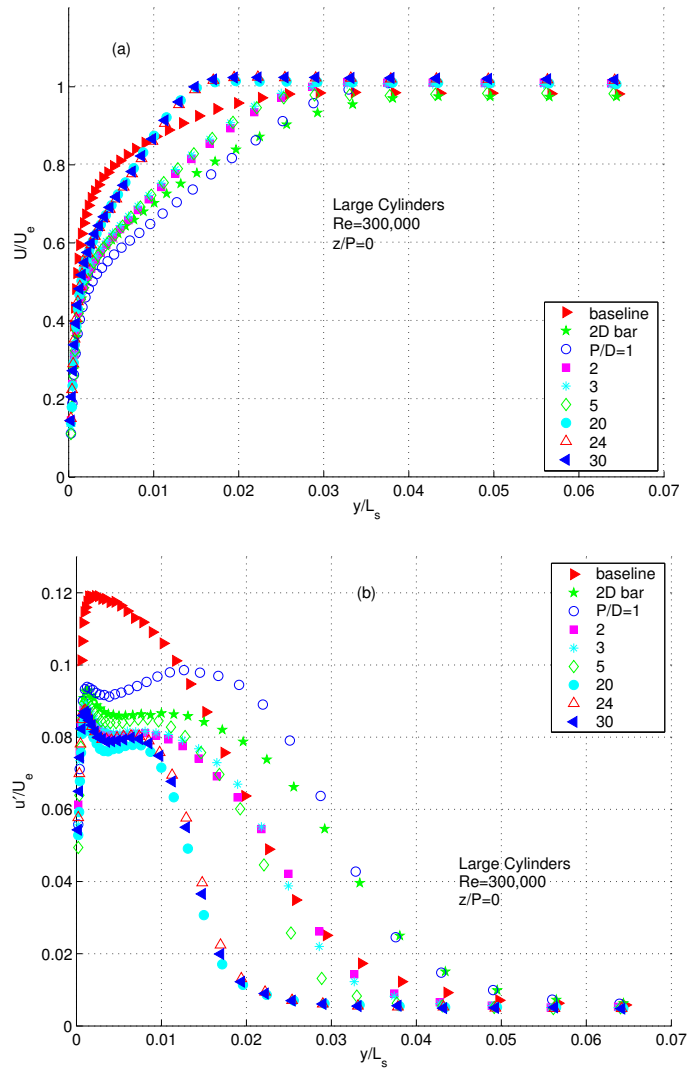 (a)
1
0.8
0.6
0.4
0.2
0
U/U_e
Large Cylinders
Re=300,000
z/P=0
baseline
2D bar
P/D=1
2
3
5
20
24
30
0 0.01 0.02 0.03 0.04 0.05 0.06 0.07
y/L_s
(b)
0.12
0.1
0.08
0.06
0.04
0.02
0
u'/U_e
baseline
2D bar
P/D=1
2
3
5
20
24
30
Large Cylinders
Re=300,000
z/P=0
0 0.01 0.02 0.03 0.04 0.05 0.06 0.07
y/L_s